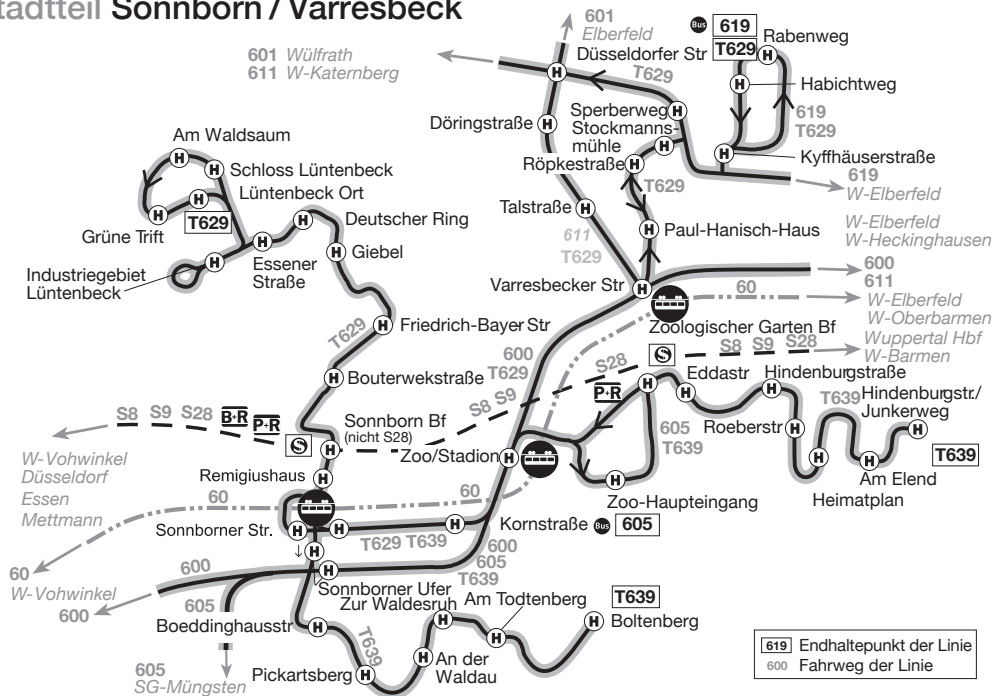 Stadtteil Sonnborn / Varresbeck
601 Elberfeld
601 Wülfrath
611 W-Katernberg
Düsseldorfer Str
Bus 619
T629
Rabenweg
T629
Habichtweg
619
T629
Sperberweg
Stockmanns-
mühle
Döringstraße
Röpkestraße
Kyffhäuserstraße
T629
619
W-Elberfeld
Am Waldsaum
Schloss Lüntenbeck
Lüntenbeck Ort
T629
Grüne Trift
Deutscher Ring
Giebel
Essener
Straße
Industriegebiet
Lüntenbeck
Talstraße
611
T629
Paul-Hanisch-Haus
W-Elberfeld
W-Heckinghausen
600
611
Varresbecker Str
60
W-Elberfeld
W-Oberbarmen
Zoologischer Garten Bf
S
S8 S9 S28
Wuppertal Hbf
W-Barmen
T629
Friedrich-Bayer Str
600
T629
S28
S8 S9
Bouterwekstraße
P+R
Eddastr
Hindenburgstraße
T639
Hindenburgstr/
Junkerweg
605
T639
Roeberstr
T639
Am Elend
Heimatplan
S8 S9 S28
B+R
P+R
S
Sonnborn Bf
(nicht S28)
Zoo/Stadion
W-Vohwinkel
Düsseldorf
Essen
Mettmann
Remigiushaus
60
60
Zoo-Haupteingang
Sonnborner Str.
Kornstraße
Bus 605
T629 T639
600
605
T639
60
W-Vohwinkel
600
600
Sonnborner Ufer
605
Zur Waldesruh
Am Todtenberg
T639
Boltenberg
Boeddinghausstr
T639
Pickartsberg
An der
Waldau
605
SG-Müngsten
619 Endhaltepunkt der Linie
600 Fahrweg der Linie